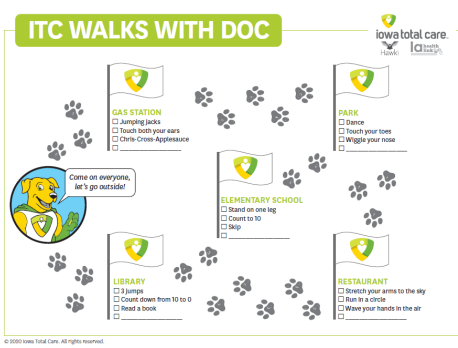 ITC WALKS WITH DOC
iowa total care
Hawki
Ia health link
GAS STATION
Jumping jacks
Touch both your ears
Chris-Cross-Applesauce
PARK
Dance
Touch your toes
Wiggle your nose
Come on everyone,
let's go outside!
ELEMENTARY SCHOOL
Stand on one leg
Count to 10
Skip
LIBRARY
3 jumps
Count down from 10 to 0
Read a book
RESTAURANT
Stretch your arms to the sky
Run in a circle
Wave your hands in the air
© 2020 Iowa Total Care. All rights reserved.